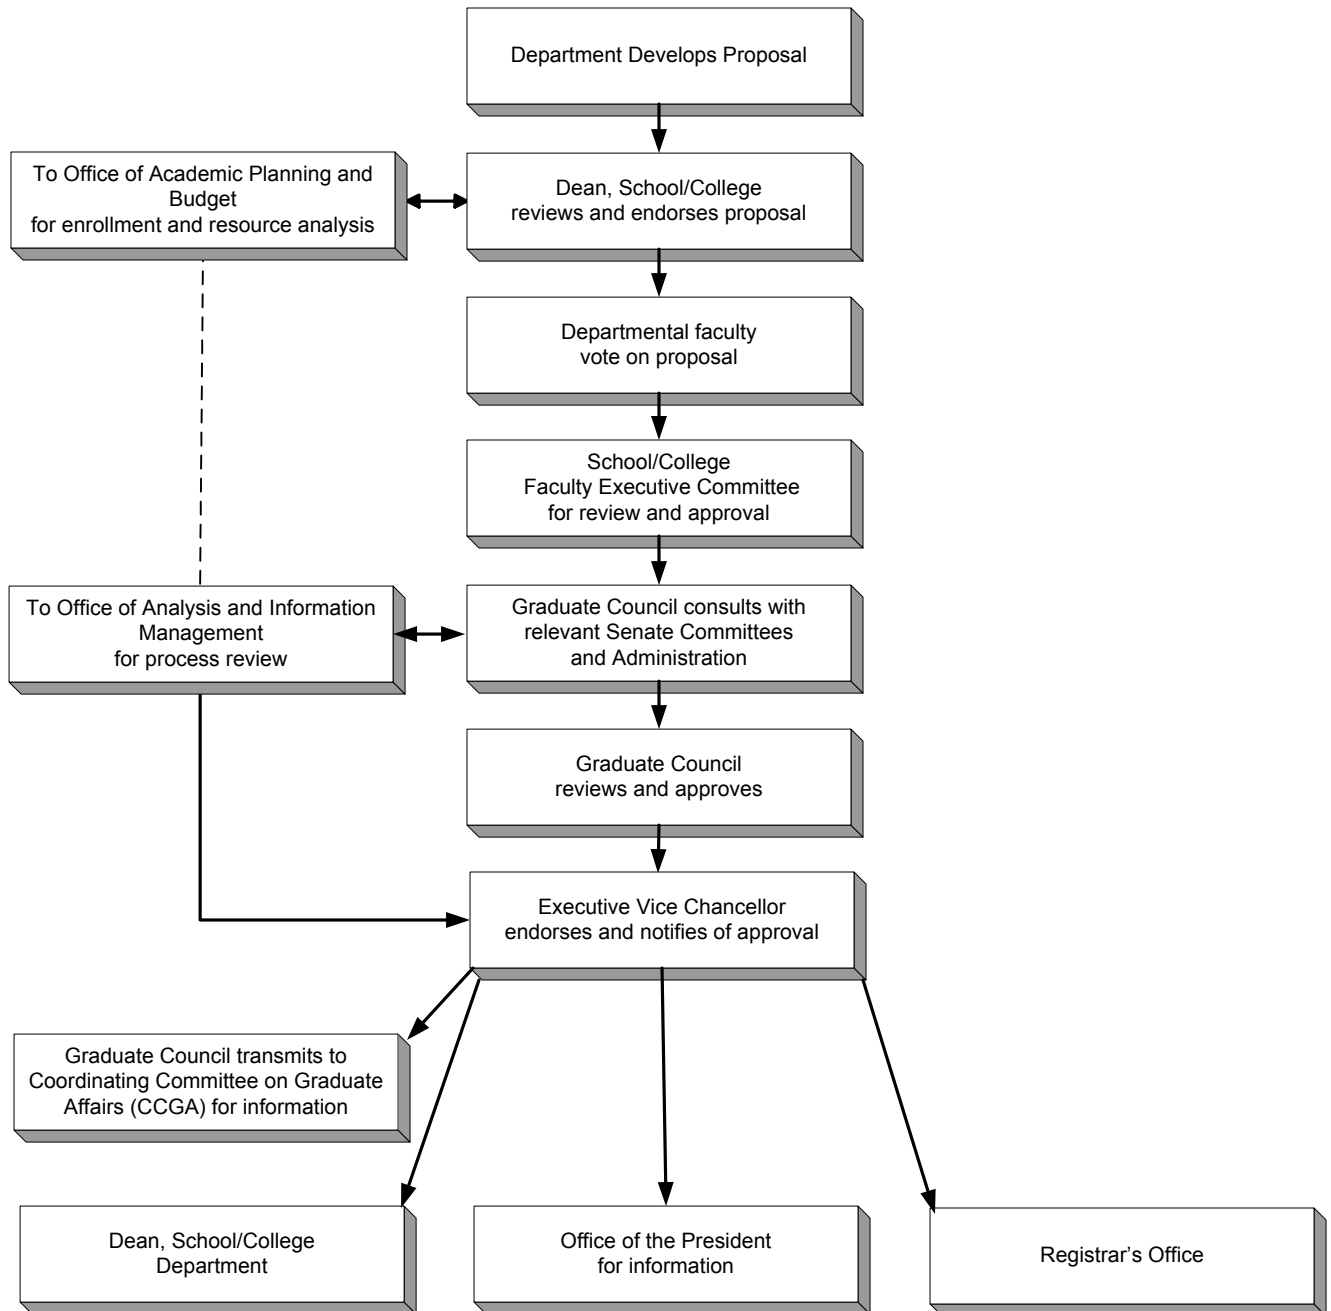 Department Develops Proposal
To Office of Academic Planning and
Budget
for enrollment and resource analysis
Dean, School/College
reviews and endorses proposal
Departmental faculty
vote on proposal
School/College
Faculty Executive Committee
for review and approval
To Office of Analysis and Information
Management
for process review
Graduate Council consults with
relevant Senate Committees
and Administration
Graduate Council
reviews and approves
Executive Vice Chancellor
endorses and notifies of approval
Graduate Council transmits to
Coordinating Committee on Graduate
Affairs (CCGA) for information
Dean, School/College
Department
Office of the President
for information
Registrar’s Office